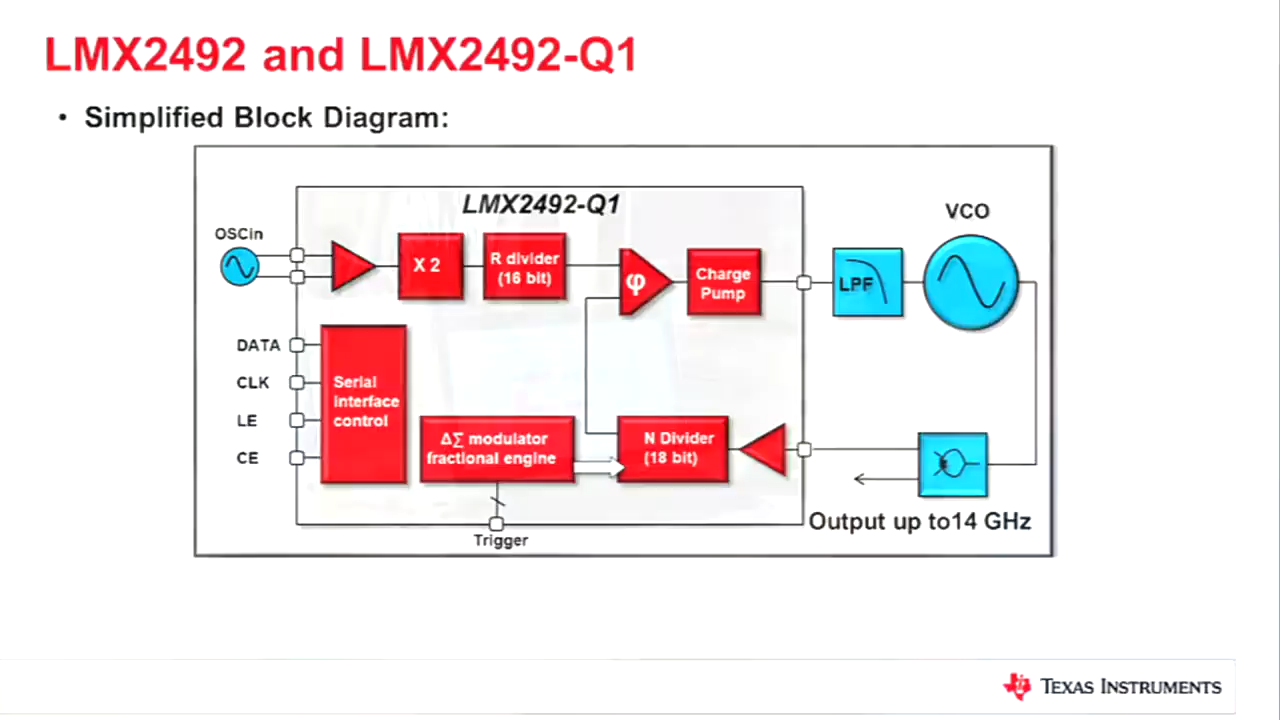 LMX2492 and LMX2492-Q1
• Simplified Block Diagram:
LMX2492-Q1
VCO
OSCin
X 2
R divider
(16 bit)
φ
Charge
Pump
LPF
DATA
CLK
LE
CE
Serial
interface
control
ΔΣ modulator
fractional engine
N Divider
(18 bit)
Output up to14 GHz
Trigger
TEXAS INSTRUMENTS